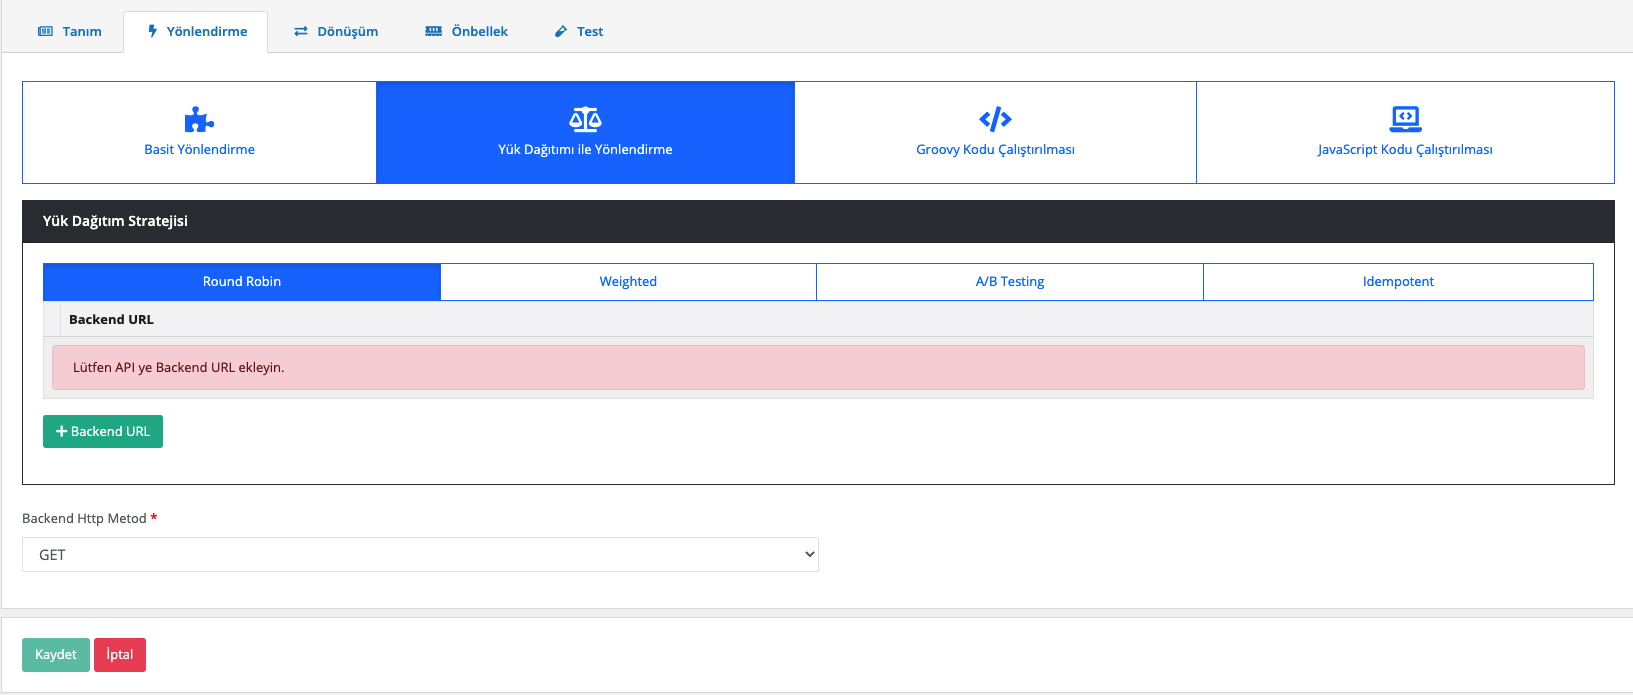 Tanım Yönlendirme Dönüşüm Önbellek Test
Basit Yönlendirme Yük Dağıtımı ile Yönlendirme Groovy Kodu Çalıştırılması JavaScript Kodu Çalıştırılması
Yük Dağıtım Stratejisi
Round Robin Weighted A/B Testing Idempotent
Backend URL
Lütfen API ye Backend URL ekleyin.
+ Backend URL
Backend Http Metod *
GET
Kaydet İptal